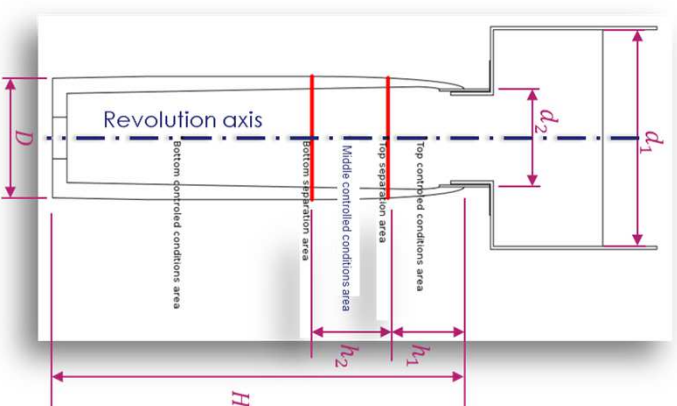 Revolution axis
D
Bottom controled conditions area
Bottom separation area
Middle controlled conditions area
Top separation area
Top controled conditions area
d₂
d₁
h₂
h₁
H